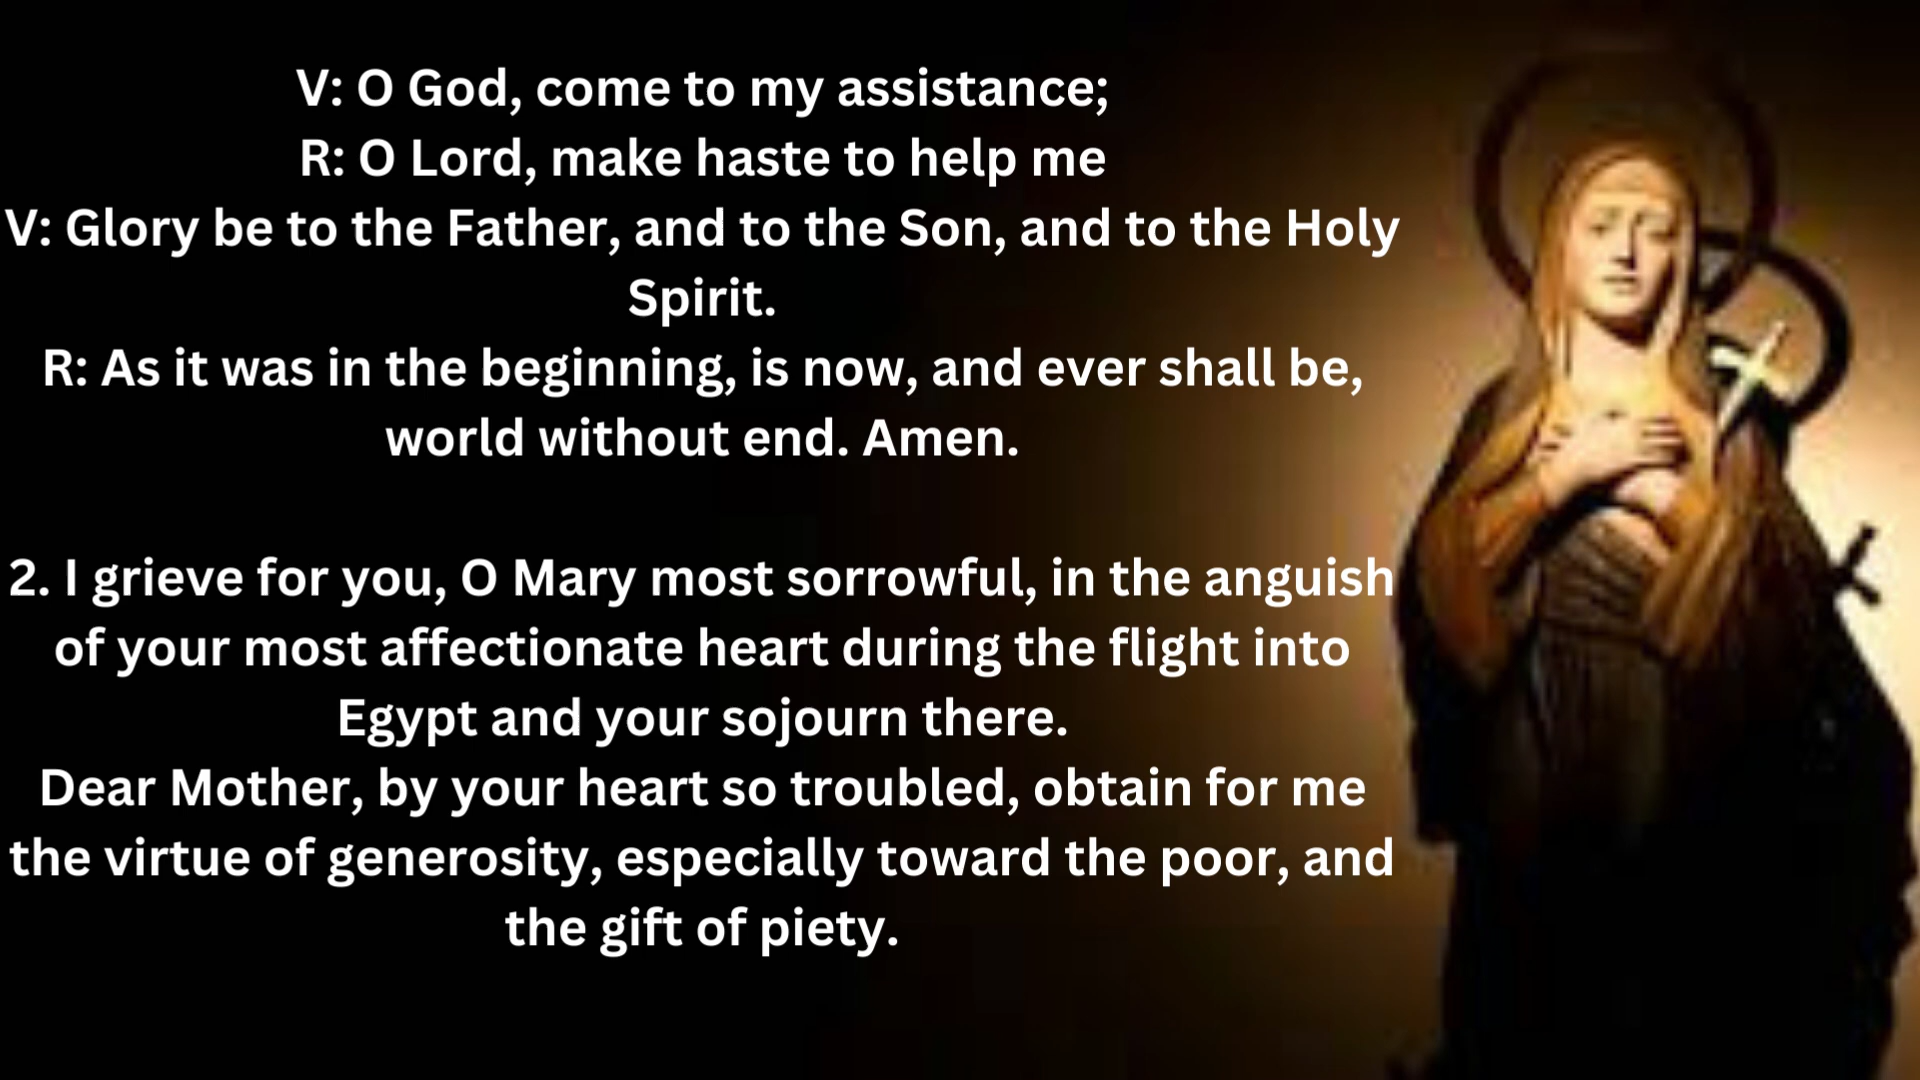 V: O God, come to my assistance;
R: O Lord, make haste to help me
V: Glory be to the Father, and to the Son, and to the Holy
Spirit.
R: As it was in the beginning, is now, and ever shall be,
world without end. Amen.
2. I grieve for you, O Mary most sorrowful, in the anguish
of your most affectionate heart during the flight into
Egypt and your sojourn there.
Dear Mother, by your heart so troubled, obtain for me
the virtue of generosity, especially toward the poor, and
the gift of piety.